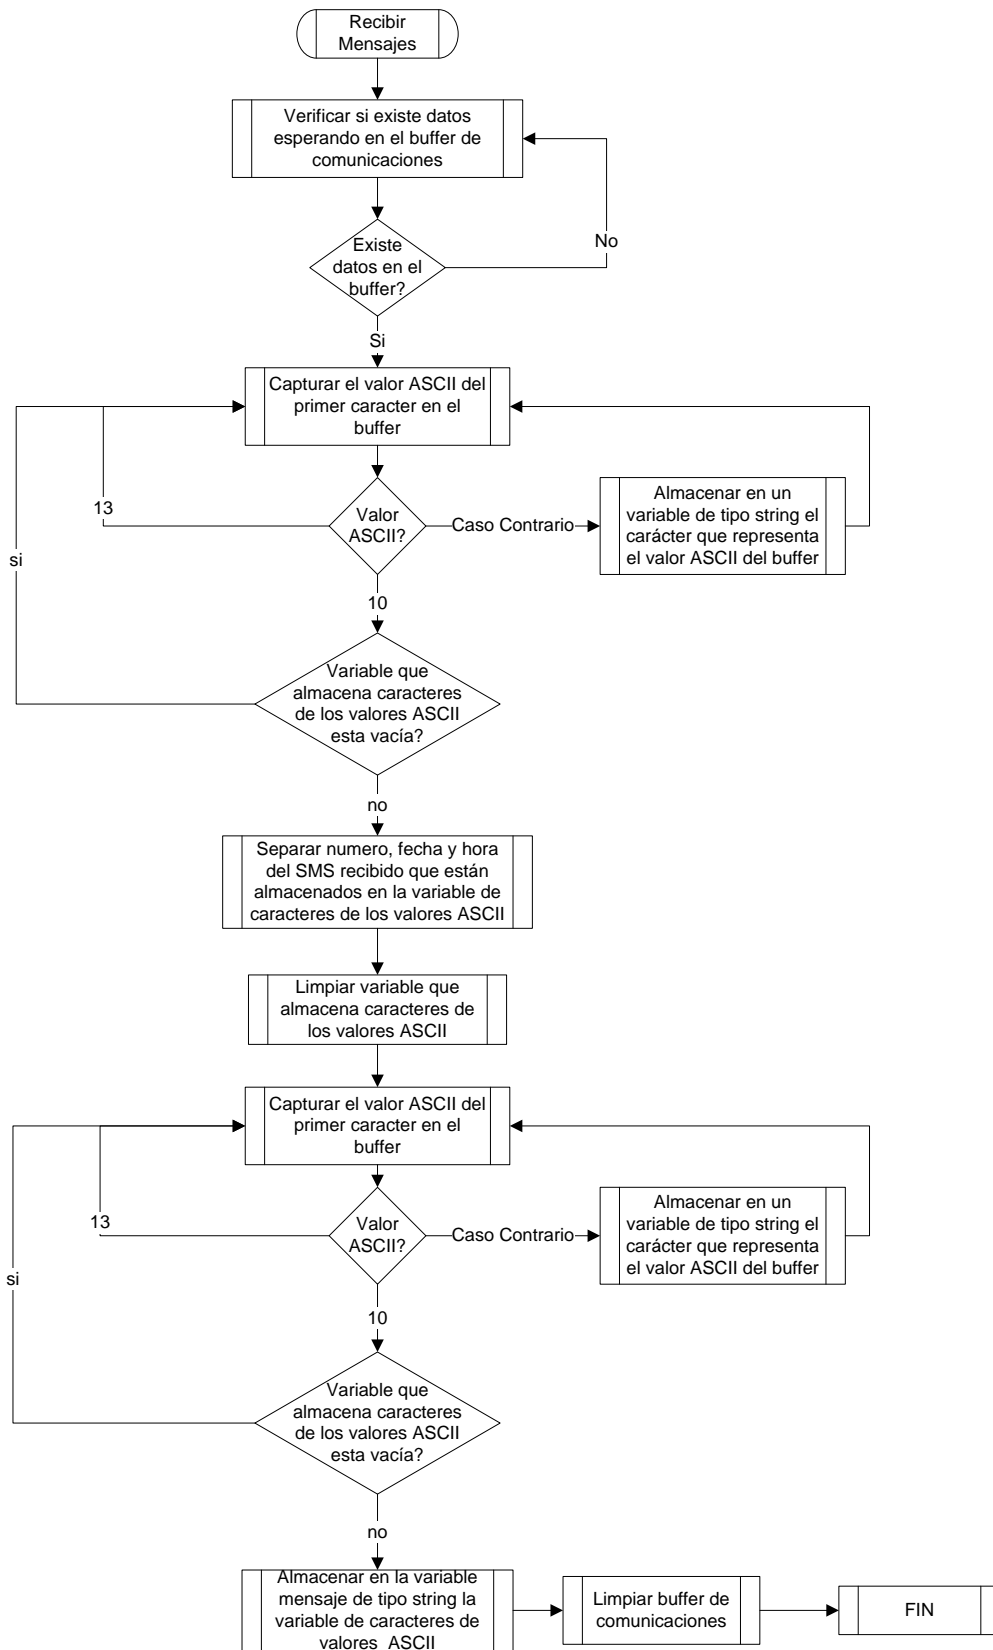 Recibir
Mensajes
Verificar si existe datos
esperando en el buffer de
comunicaciones
Existe
datos en el
buffer?
No
Si
Capturar el valor ASCII del
primer caracter en el
buffer
13
Valor
ASCII?
Caso Contrario
Almacenar en un
variable de tipo string el
carácter que representa
el valor ASCII del buffer
si
10
Variable que
almacena caracteres
de los valores ASCII
esta vacía?
no
Separar numero, fecha y hora
del SMS recibido que están
almacenados en la variable de
caracteres de los valores ASCII
Limpiar variable que
almacena caracteres de
los valores ASCII
Capturar el valor ASCII del
primer caracter en el
buffer
13
Valor
ASCII?
Caso Contrario
Almacenar en un
variable de tipo string el
carácter que representa
el valor ASCII del buffer
si
10
Variable que
almacena caracteres
de los valores ASCII
esta vacía?
no
Almacenar en la variable
mensaje de tipo string la
variable de caracteres de
valores ASCII
Limpiar buffer de
comunicaciones
FIN